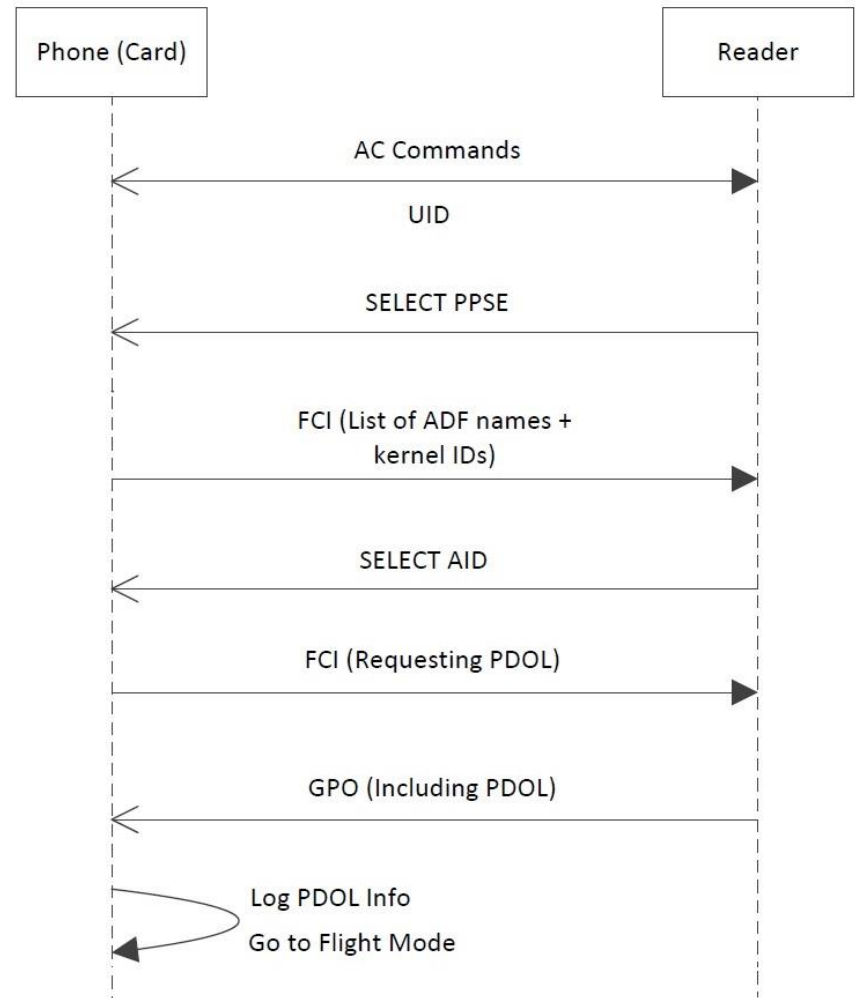 Phone (Card)
Reader
AC Commands
UID
SELECT PPSE
FCI (List of ADF names +
kernel IDs)
SELECT AID
FCI (Requesting PDOL)
GPO (Including PDOL)
Log PDOL Info
Go to Flight Mode